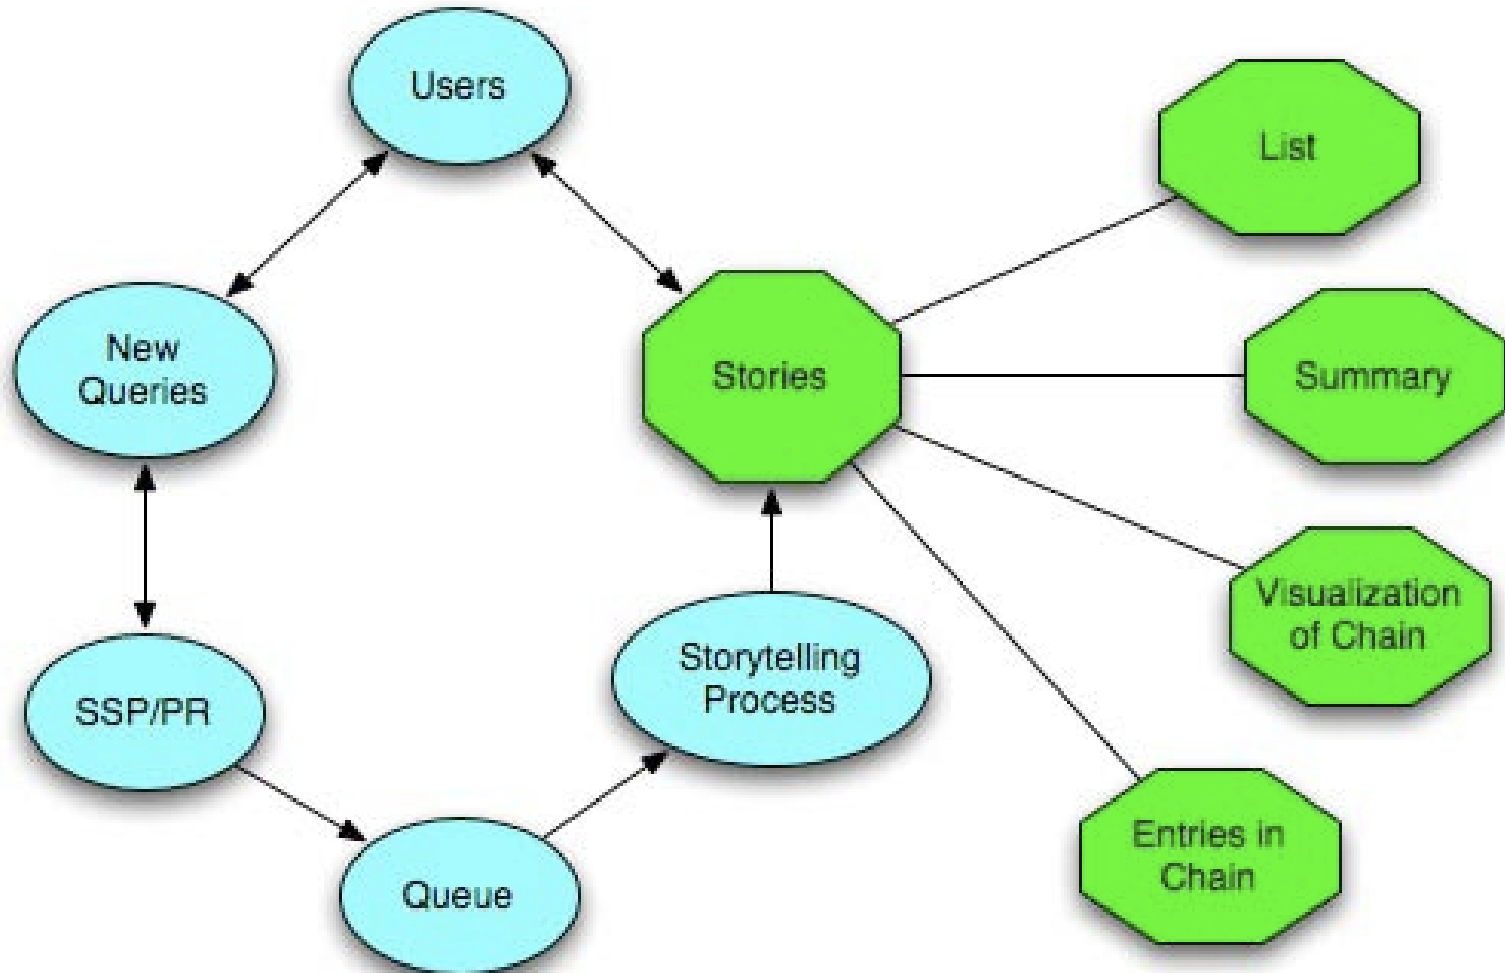 Users
List
New
Queries
Stories
Summary
Visualization
of Chain
Storytelling
Process
SSP/PR
Entries in
Chain
Queue